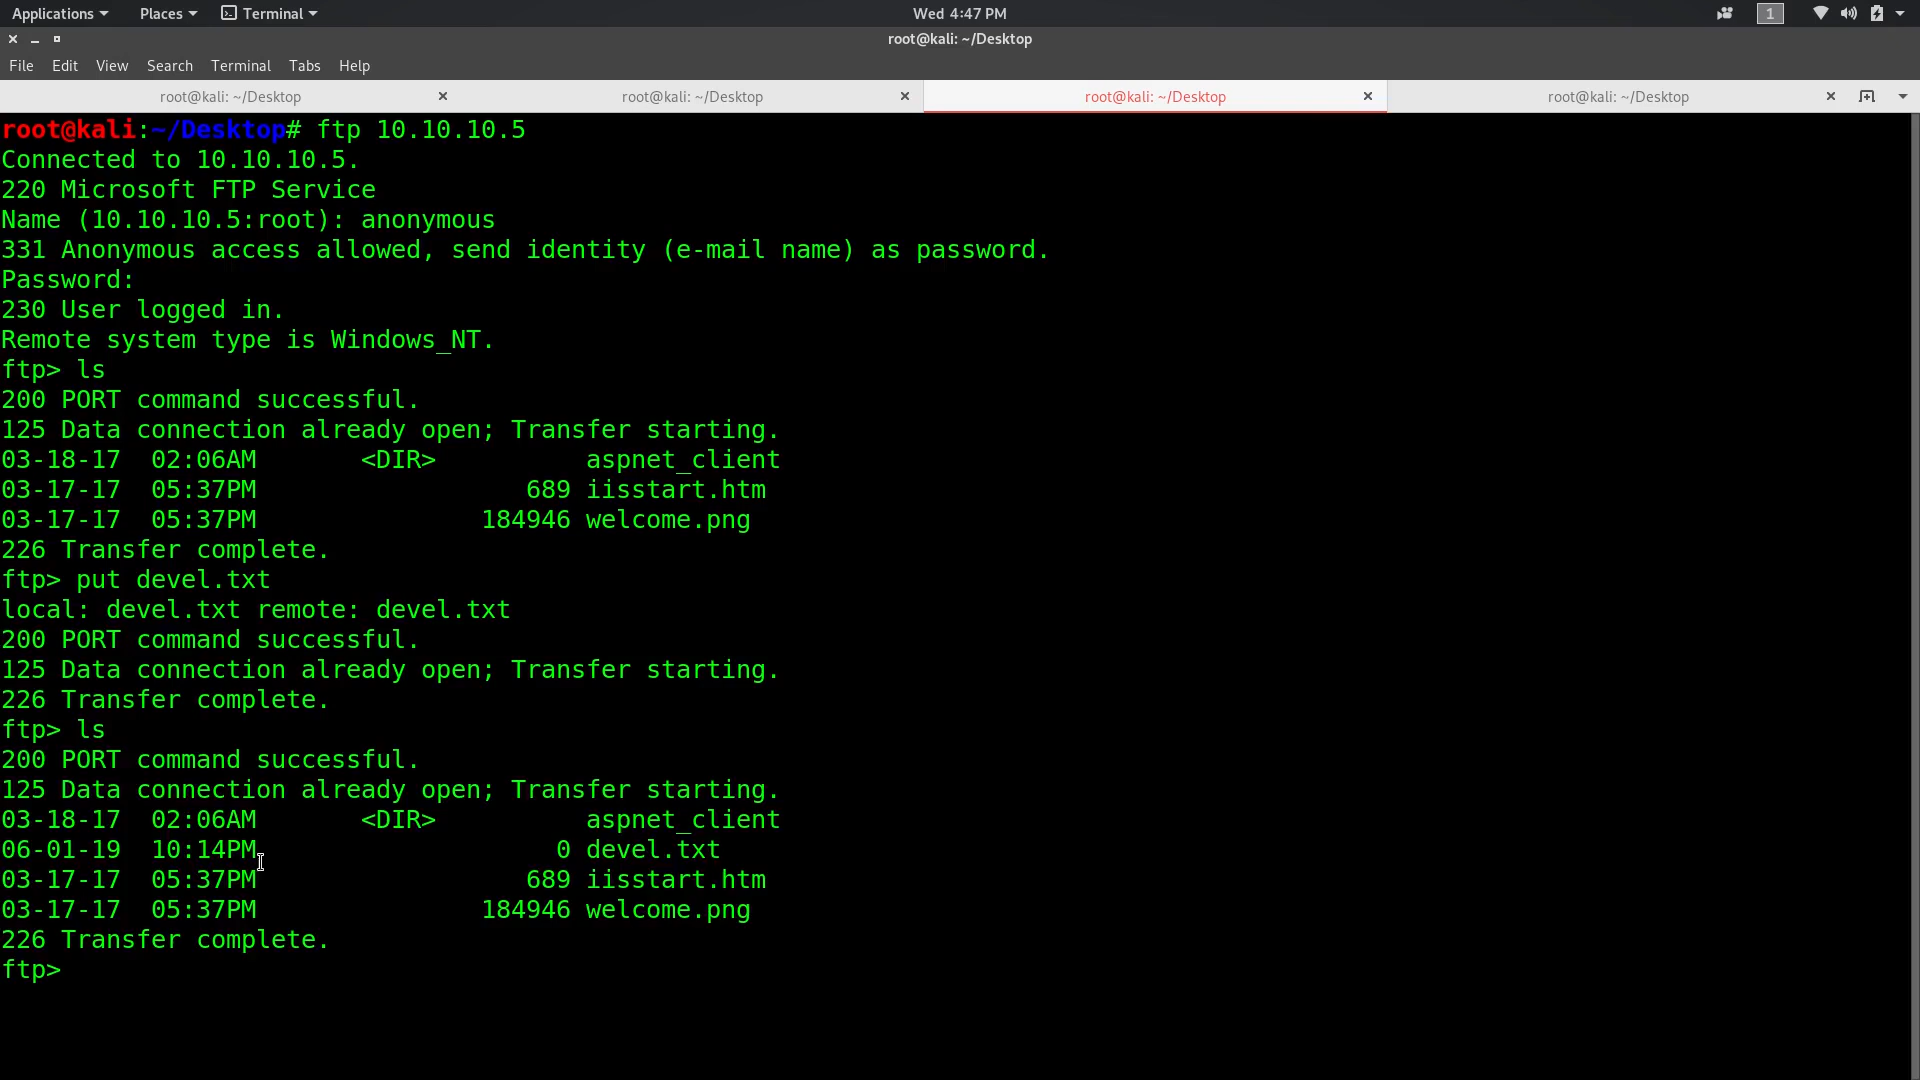 Applications Places Terminal Wed 4:47 PM 1
root@kali: ~/Desktop
File Edit View Search Terminal Tabs Help
root@kali: ~/Desktop root@kali: ~/Desktop root@kali: ~/Desktop root@kali: ~/Desktop
root@kali:~/Desktop# ftp 10.10.10.5
Connected to 10.10.10.5.
220 Microsoft FTP Service
Name (10.10.10.5:root): anonymous
331 Anonymous access allowed, send identity (e-mail name) as password.
Password:
230 User logged in.
Remote system type is Windows_NT.
ftp> ls
200 PORT command successful.
125 Data connection already open; Transfer starting.
03-18-17  02:06AM       <DIR>          aspnet_client
03-17-17  05:37PM                  689 iisstart.htm
03-17-17  05:37PM               184946 welcome.png
226 Transfer complete.
ftp> put devel.txt
local: devel.txt remote: devel.txt
200 PORT command successful.
125 Data connection already open; Transfer starting.
226 Transfer complete.
ftp> ls
200 PORT command successful.
125 Data connection already open; Transfer starting.
03-18-17  02:06AM       <DIR>          aspnet_client
06-01-19  10:14PM                    0 devel.txt
03-17-17  05:37PM                  689 iisstart.htm
03-17-17  05:37PM               184946 welcome.png
226 Transfer complete.
ftp>